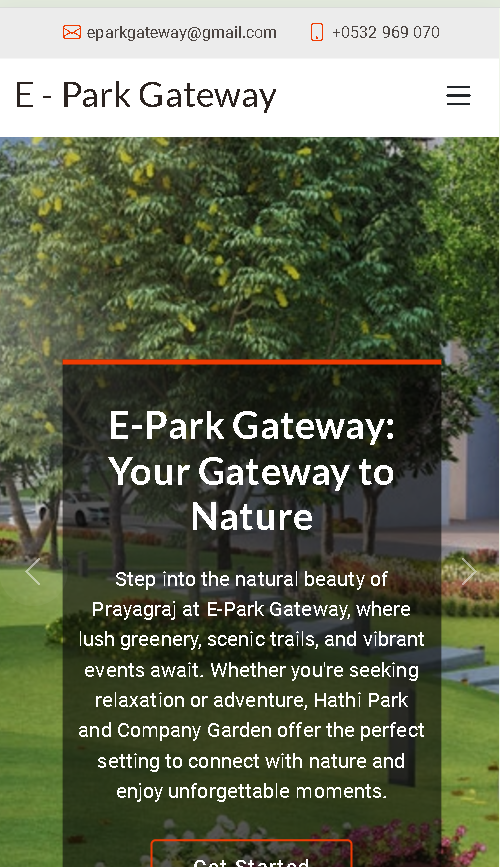 eparkgateway@gmail.com +0532 969 070
E - Park Gateway
E-Park Gateway:
Your Gateway to
Nature
Step into the natural beauty of
Prayagraj at E-Park Gateway, where
lush greenery, scenic trails, and vibrant
events await. Whether you're seeking
relaxation or adventure, Hathi Park
and Company Garden offer the perfect
setting to connect with nature and
enjoy unforgettable moments.
Get Started